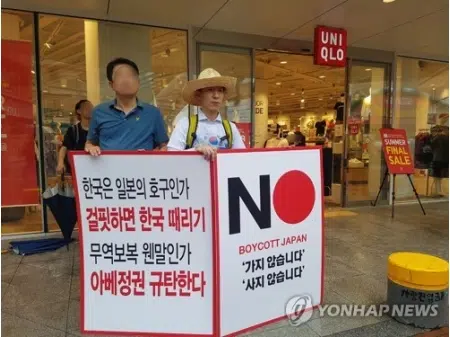 UNI
QLO
SUMMER
FINAL
SALE
한국은 일본의 호구인가
걸핏하면 한국 때리기
무역보복 웬말인가
아베정권 규탄한다
NO
BOYCOTT JAPAN
'가지 않습니다'
'사지 않습니다'
YONHAP NEWS